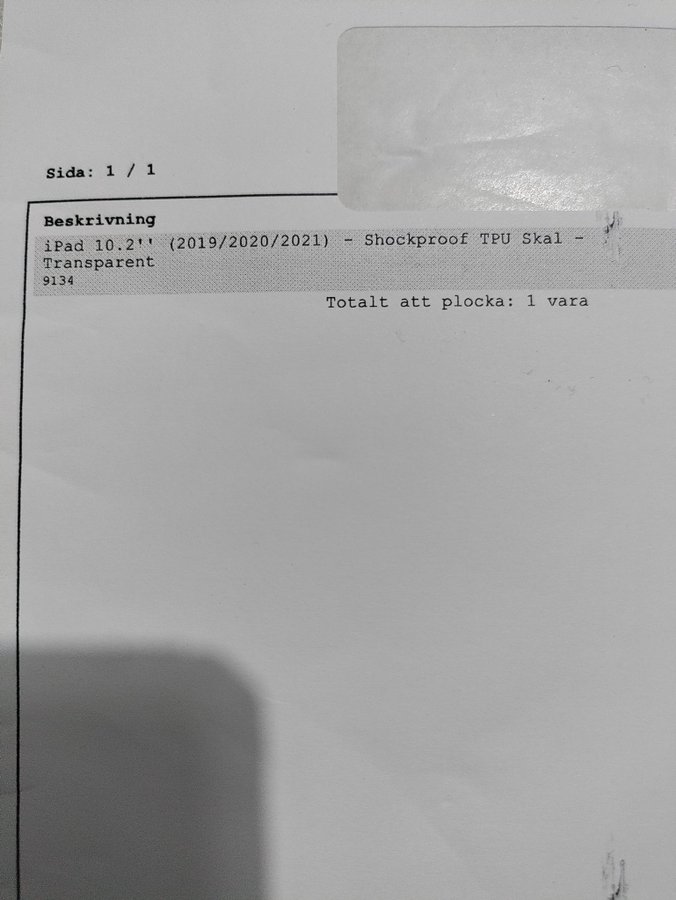 Sida: 1 / 1
Beskrivning
iPad 10.2'' (2019/2020/2021) - Shockproof TPU Skal -
Transparent
9134
Totalt att plocka: 1 vara